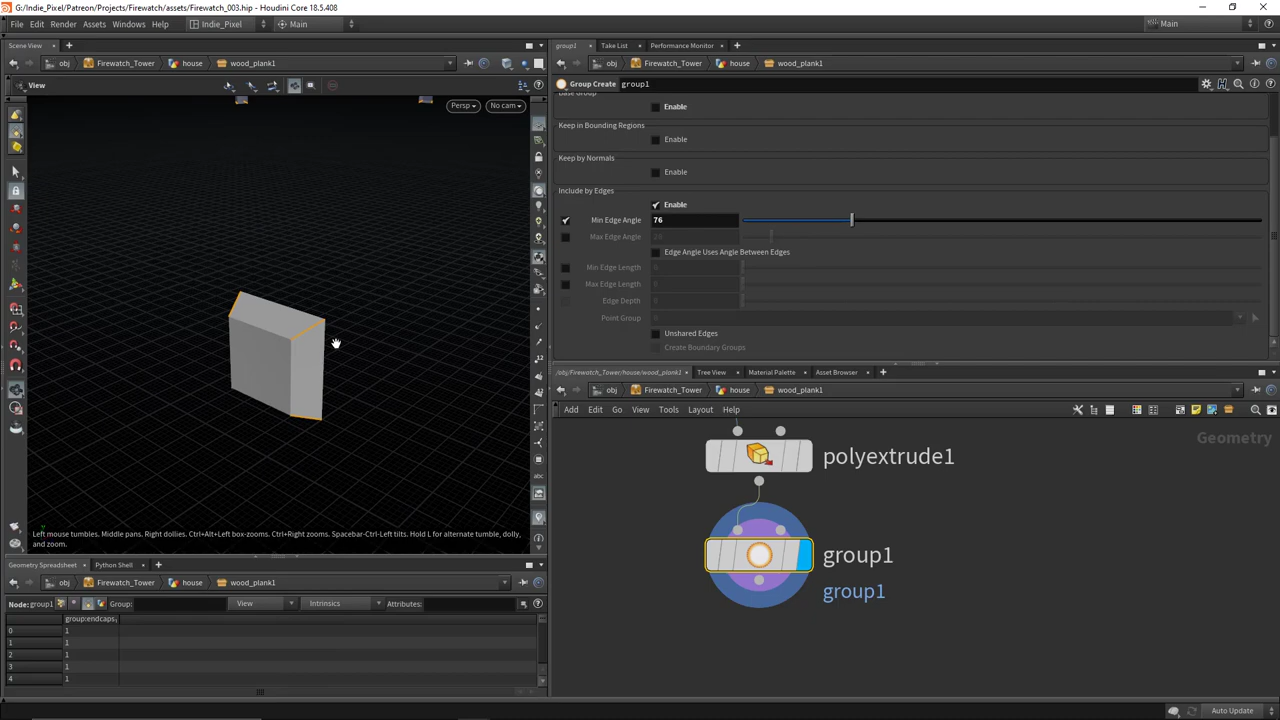 G:/Indie_Pixel/Patreon/Projects/Firewatch/assets/Firewatch_003.hip - Houdini Core 18.5.408
File Edit Render Assets Windows Help Indie_Pixel Main Main
Scene View
obj Firewatch_Tower house wood_plank1
View
Persp No cam
Left mouse tumbles. Middle pans. Right dollies. Ctrl+Alt+Left box-zooms. Ctrl+Right zooms. Spacebar-Ctrl-Left tilts. Hold L for alternate tumble, dolly,
and zoom.
Geometry Spreadsheet Python Shell
obj Firewatch_Tower house wood_plank1
Node: group1 Group: View Intrinsics Attributes:
group:endcaps,
0 1
1 1
2 1
3 1
4 1
group1 Take List Performance Monitor
obj Firewatch_Tower house wood_plank1
Group Create group1
Base Group
Enable
Keep in Bounding Regions
Enable
Keep by Normals
Enable
Include by Edges
Enable
Min Edge Angle 76
Max Edge Angle
Edge Angle Uses Angle Between Edges
Min Edge Length 0
Max Edge Length 0
Edge Depth 0
Point Group 0
Unshared Edges
Create Boundary Groups
/obj/Firewatch_Tower/house/wood_plank1 Tree View Material Palette Asset Browser
obj Firewatch_Tower house wood_plank1
Add Edit Go View Tools Layout Help
Geometry
polyextrude1
group1
group1
Auto Update